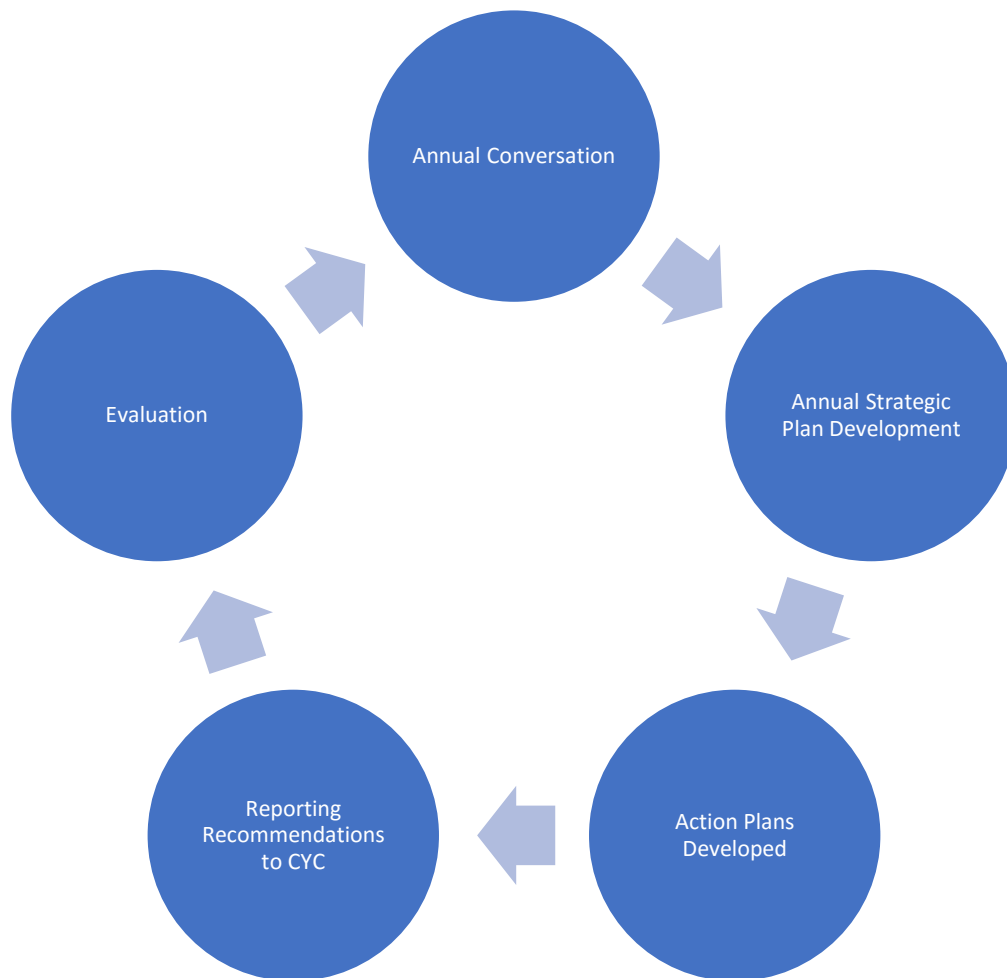 Annual Conversation
Annual Strategic
Plan Development
Action Plans
Developed
Reporting
Recommendations
to CYC
Evaluation